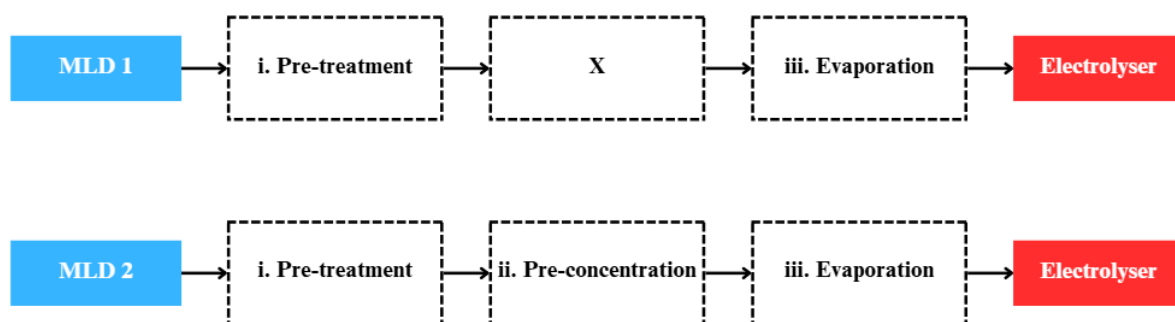 MLD 1 i. Pre-treatment X iii. Evaporation Electrolyser
MLD 2 i. Pre-treatment ii. Pre-concentration iii. Evaporation Electrolyser